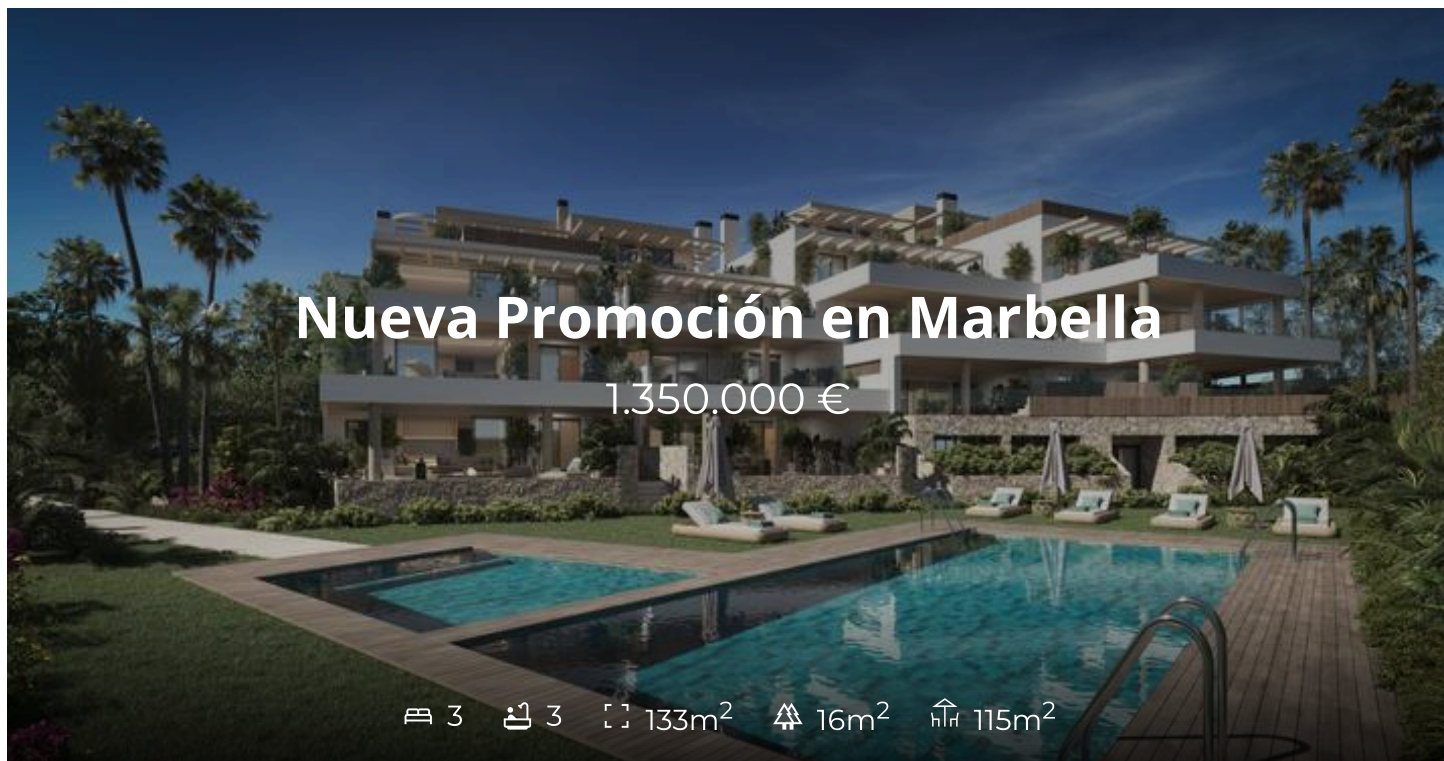 Nueva Promoción en Marbella
1.350.000 €
3 3 133m² 16m² 115m²